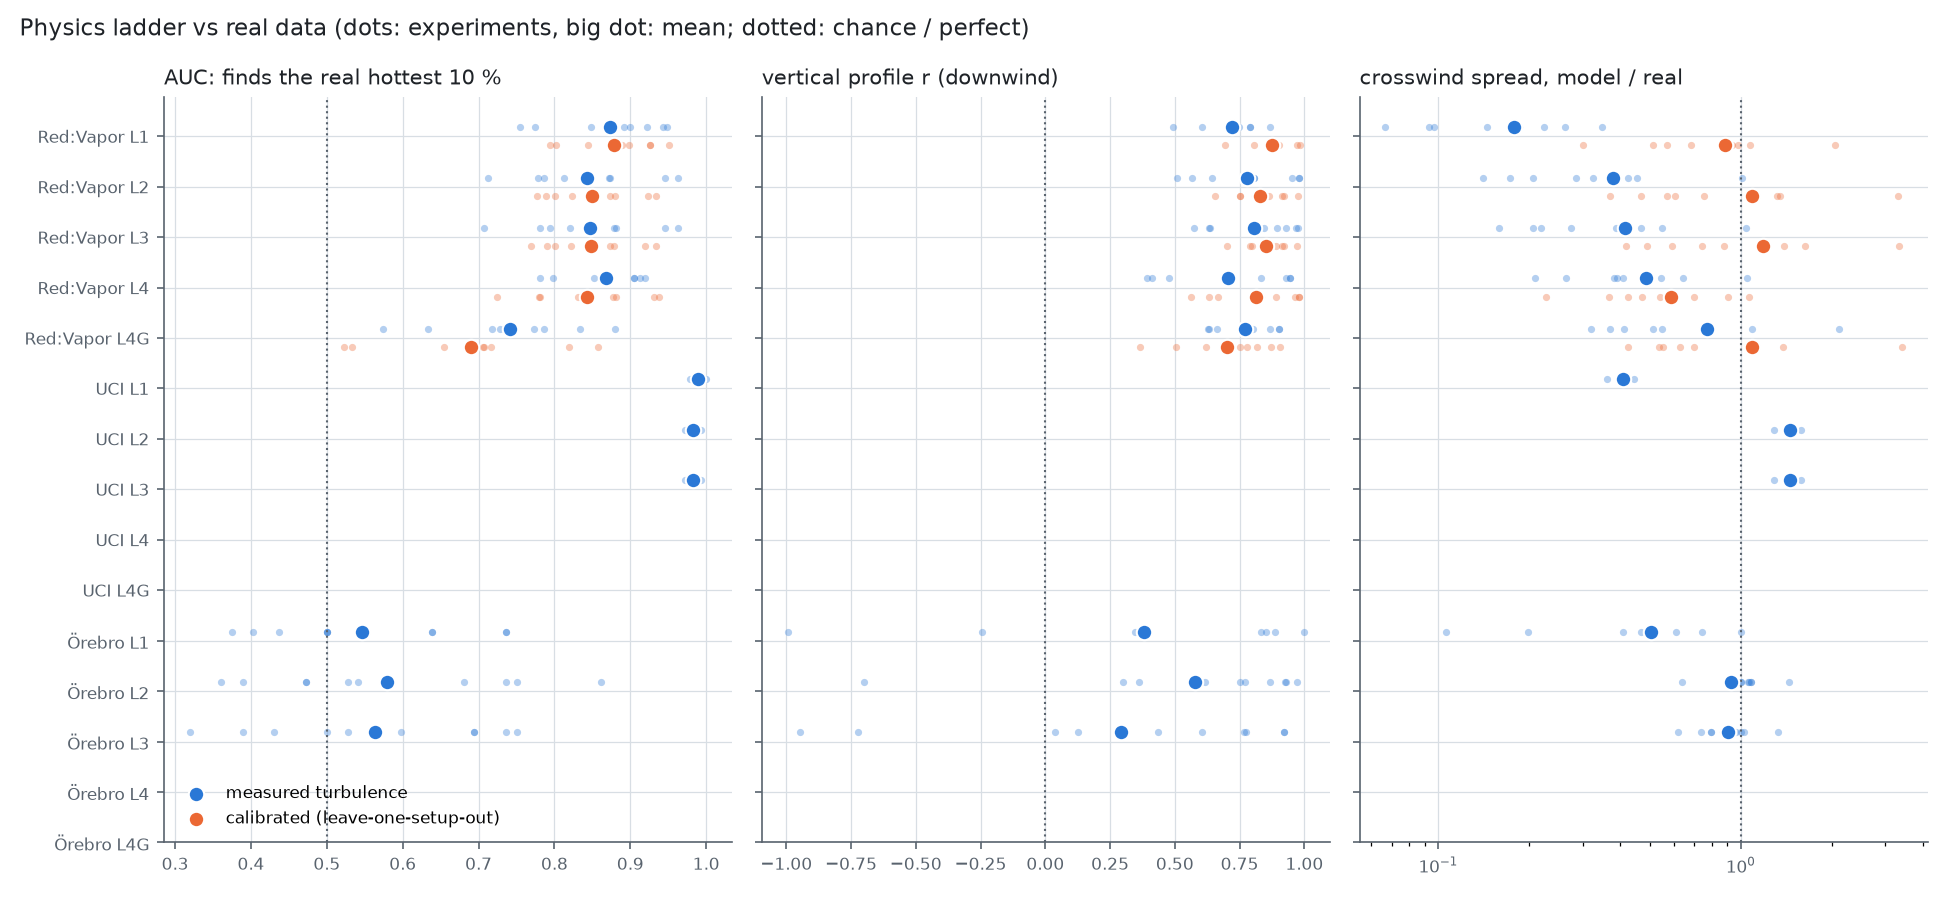 Physics ladder vs real data (dots: experiments, big dot: mean; dotted: chance / perfect)
AUC: finds the real hottest 10 %
vertical profile r (downwind)
crosswind spread, model / real
Red:Vapor L1
Red:Vapor L2
Red:Vapor L3
Red:Vapor L4
Red:Vapor L4G
UCI L1
UCI L2
UCI L3
UCI L4
UCI L4G
Örebro L1
Örebro L2
Örebro L3
Örebro L4
Örebro L4G
measured turbulence
calibrated (leave-one-setup-out)
0.3 0.4 0.5 0.6 0.7 0.8 0.9 1.0
−1.00 −0.75 −0.50 −0.25 0.00 0.25 0.50 0.75 1.00
10⁻¹ 10⁰